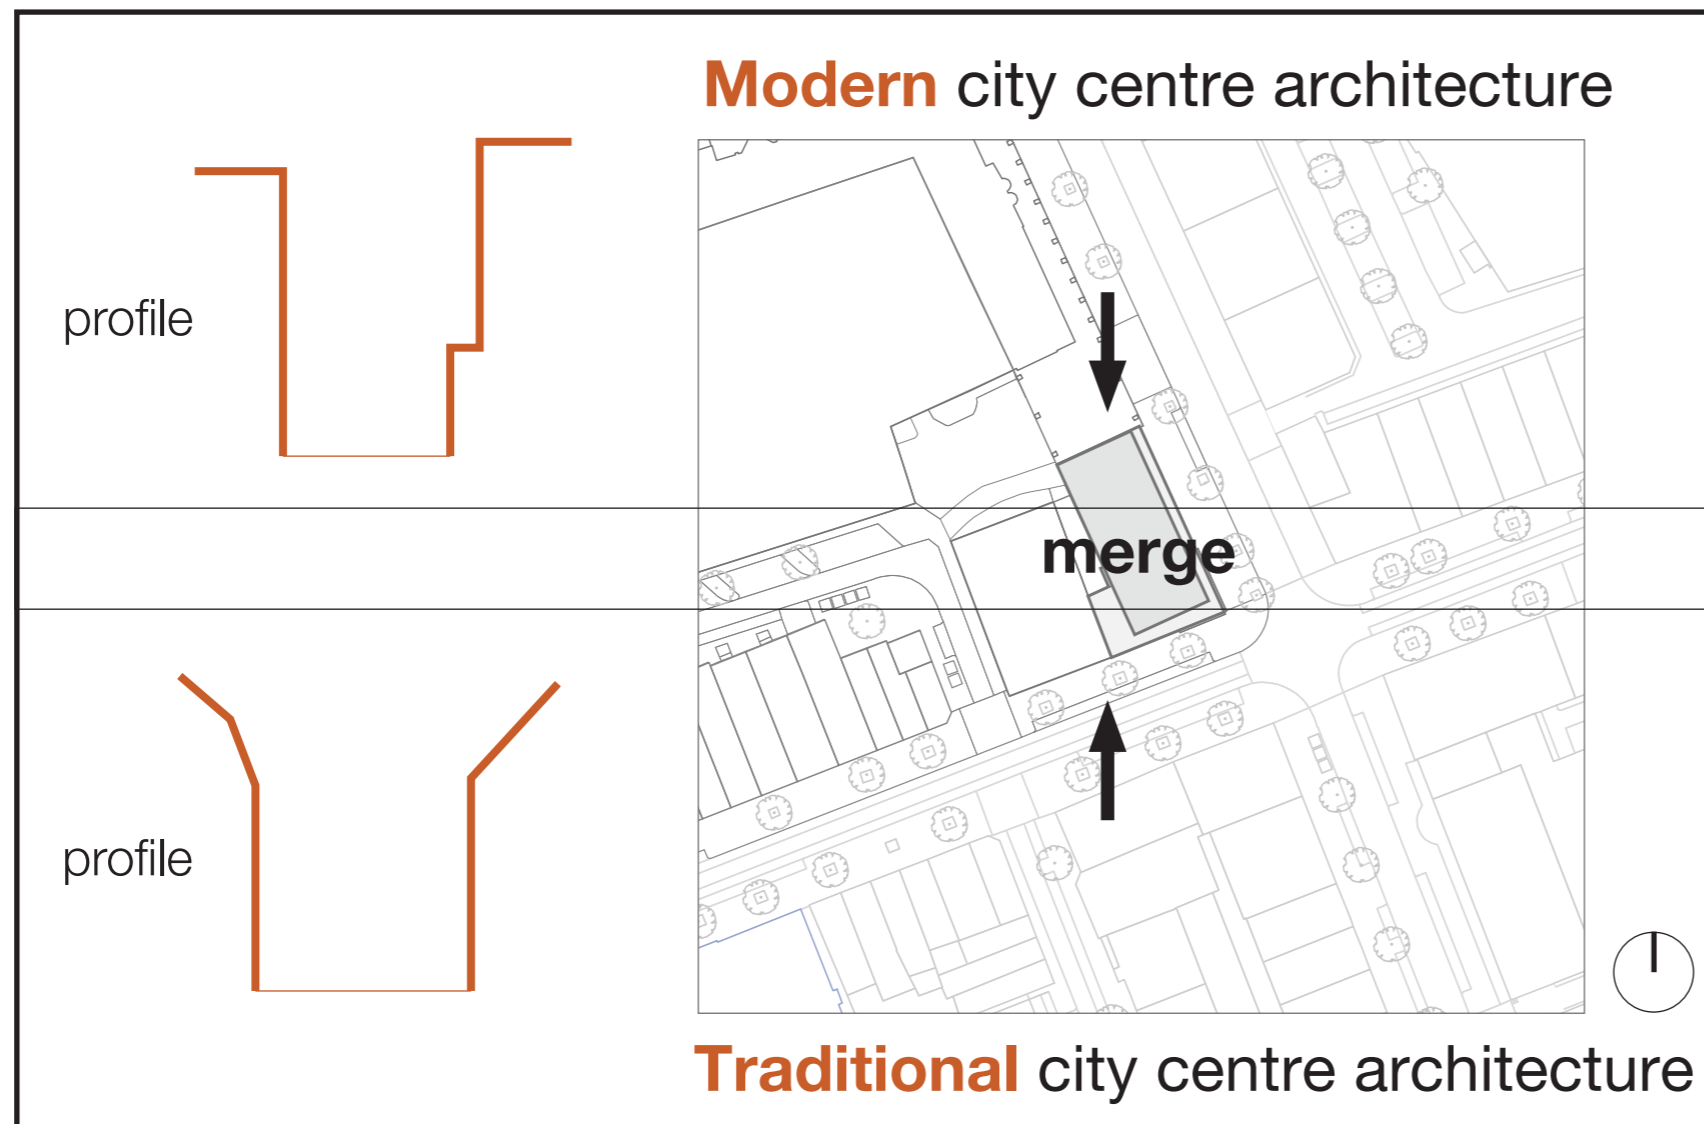 Modern city centre architecture
profile
merge
profile
Traditional city centre architecture